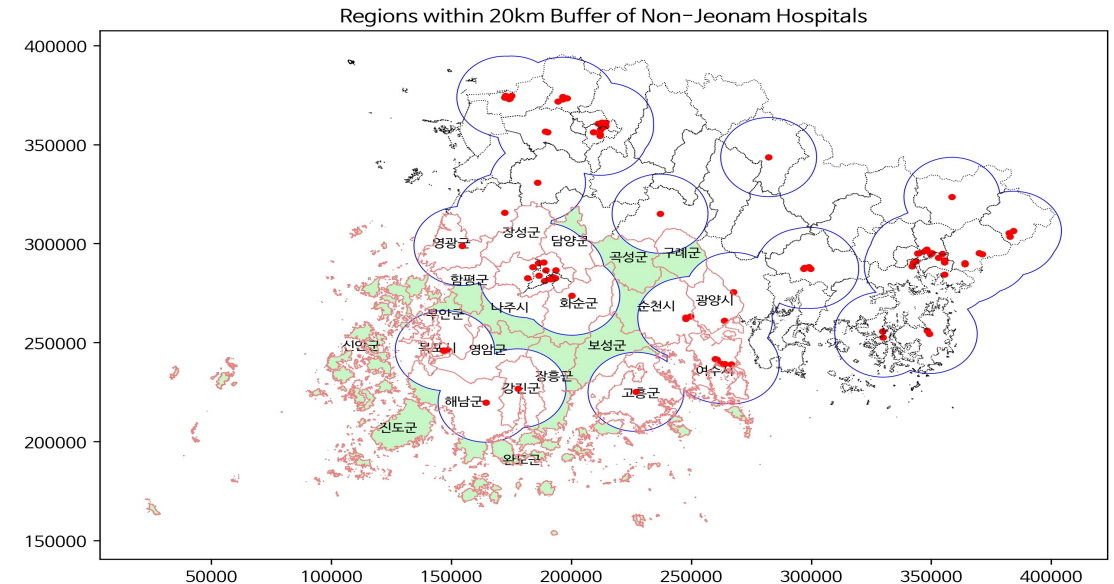 Regions within 20km Buffer of Non-Jeonam Hospitals
400000
350000
300000
250000
200000
150000
장성군
담양군
영광군
곡성군
구례군
함평군
나주시
화순군
순천시
광양시
무안군
신안군
목포시
영암군
보성군
여수시
장흥군
강진군
고흥군
해남군
진도군
완도군
50000 100000 150000 200000 250000 300000 350000 400000